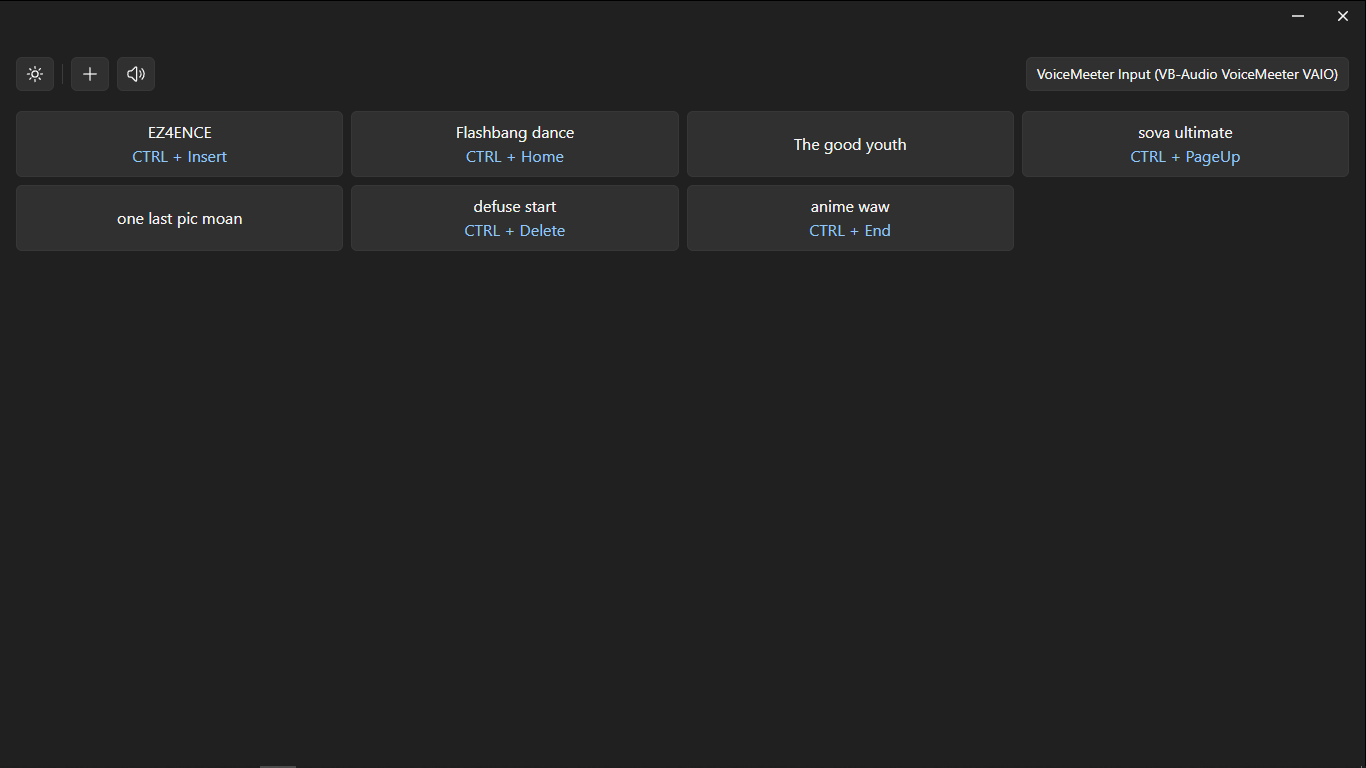 VoiceMeeter Input (VB-Audio VoiceMeeter VAIO)
EZ4ENCE
CTRL + Insert
Flashbang dance
CTRL + Home
The good youth
sova ultimate
CTRL + PageUp
one last pic moan
defuse start
CTRL + Delete
anime waw
CTRL + End